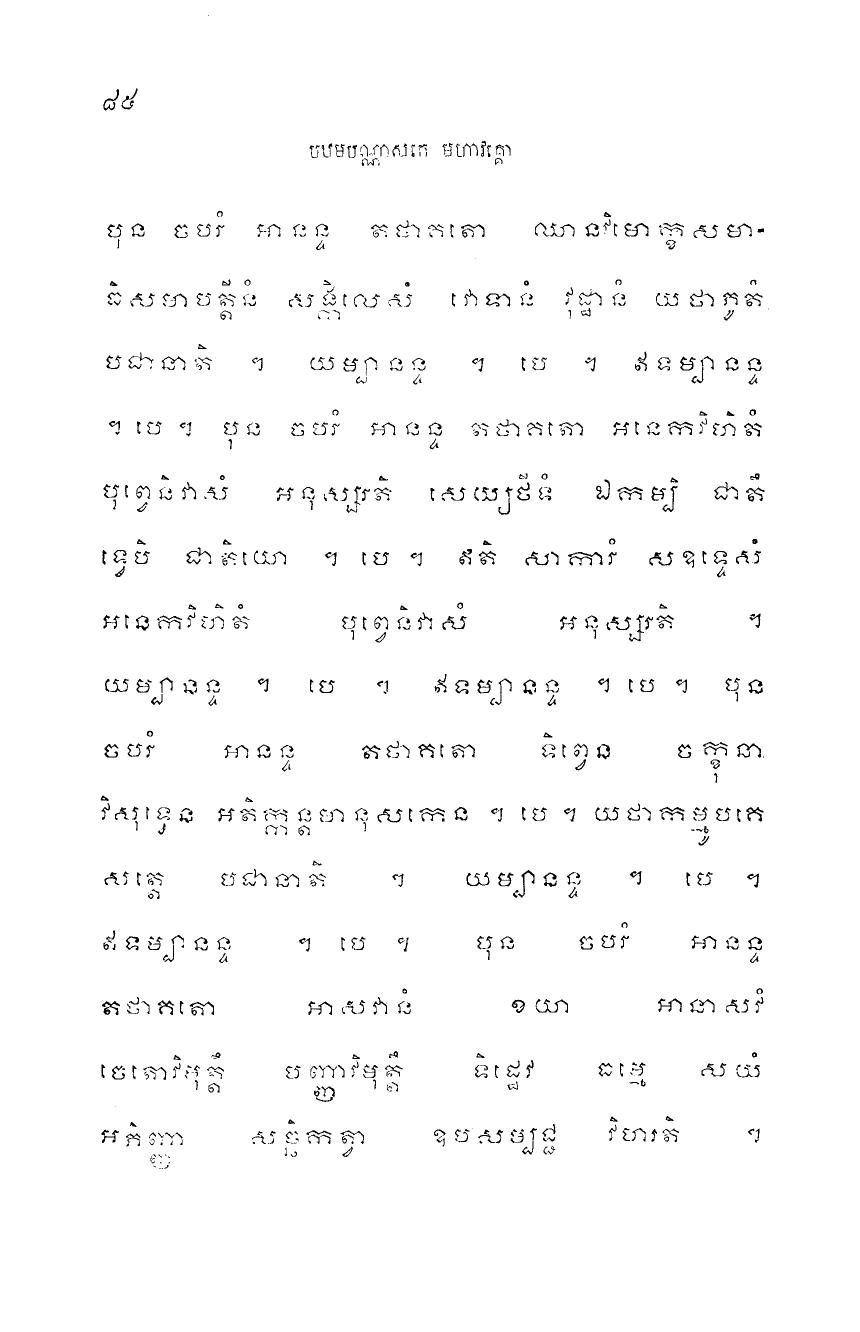 ៨៥
បឋមបណ្ណាសកេ មហាវគ្គោ
បុន ចបរំ អានន្ទ តថាគតោ ឈានវិមោក្ខសមា-
ធិសមាបត្តីនំ សង្កិលេសំ វោទានំ វុដ្ឋានំ យថាភូតំ
បជានាតិ ។ យម្បានន្ទ ។ បេ ។ ឥទម្បានន្ទ
។ បេ ។ បុន ចបរំ អានន្ទ តថាគតោ អនេកវិហិតំ
បុព្វេនិវាសំ អនុស្សរតិ សេយ្យថីទំ ឯកម្បិ ជាតឹ
ទ្វេបិ ជាតិយោ ។ បេ ។ ឥតិ សាការំ សឧទ្ទេសំ
អនេកវិហិតំ បុព្វេនិវាសំ អនុស្សរតិ ។
យម្បានន្ទ ។ បេ ។ ឥទម្បានន្ទ ។ បេ ។ បុន
ចបរំ អានន្ទ តថាគតោ ទិព្វេន ចក្ខុនា
វិសុទ្ធេន អតិក្កន្តមានុសកេន ។ បេ ។ យថាកម្មូបគេ
សត្តេ បជានាតិ ។ យម្បានន្ទ ។ បេ ។
ឥទម្បានន្ទ ។ បេ ។ បុន ចបរំ អានន្ទ
តថាគតោ អាសវានំ ខយា អនាសវំ
ចេតោវិមុត្តឹ បញ្ញាវិមុត្តឹ ទិដ្ឋេវ ធម្មេ សយំ
អភិញ្ញា សច្ឆិកត្វា ឧបសម្បជ្ជ វិហរតិ ។